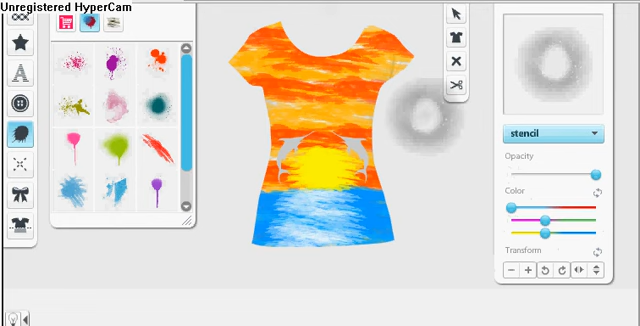 Unregistered HyperCam
stencil
Opacity
Color
Transform